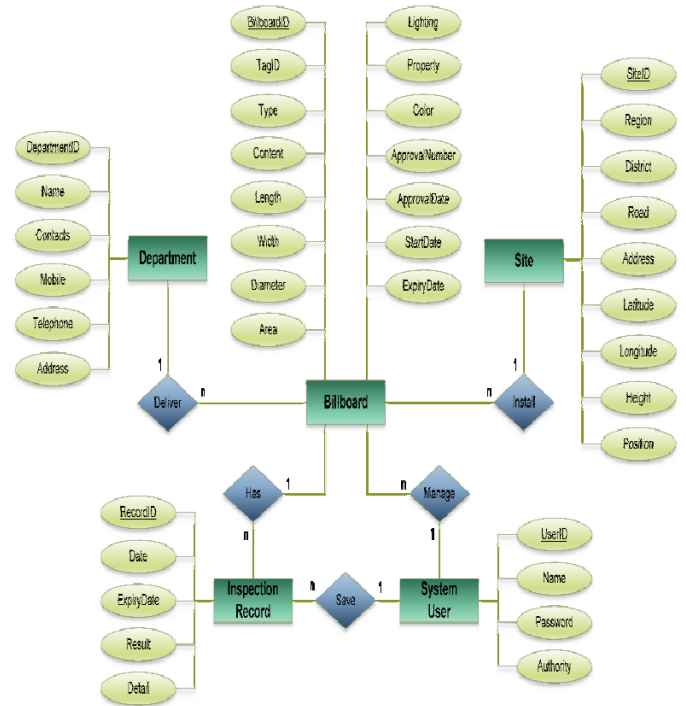 BillboardID
TagID
Type
Content
Length
Width
Diameter
Area
Lighting
Property
Color
ApprovalNumber
ApprovalDate
StartDate
ExpiryDate
SiteID
Region
District
Road
Address
Latitude
Longitude
Height
Position
DepartmentID
Name
Contacts
Mobile
Telephone
Address
Department
Site
1
Deliver
n
Billboard
n
1
Install
Has
1
n
n
Manage
1
RecordID
Date
ExpiryDate
Result
Detail
Inspection
Record
n
Save
1
System
User
UserID
Name
Password
Authority